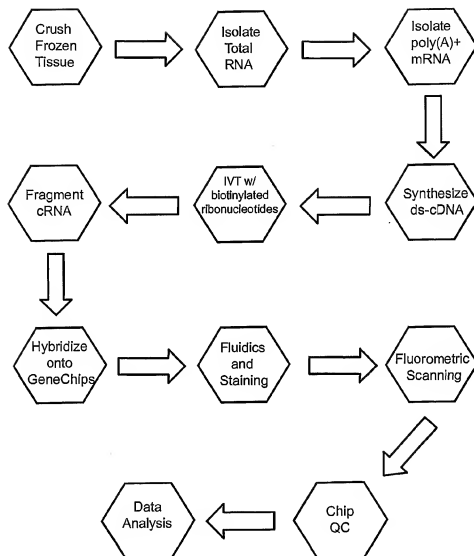 Crush
Frozen
Tissue
Isolate
Total
RNA
Isolate
poly(A)+
mRNA
Synthesize
ds-cDNA
IVT w/
biotinylated
ribonucleotides
Fragment
cRNA
Hybridize
onto
GeneChips
Fluidics
and
Staining
Fluorometric
Scanning
Chip
QC
Data
Analysis